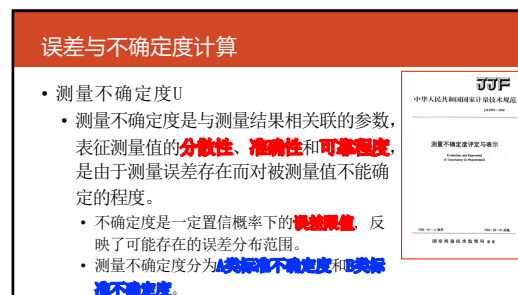 误差与不确定度计算
• 测量不确定度U
• 测量不确定度是与测量结果相关联的参数，
表征测量值的分散性、准确性和可靠程度，
是由于测量误差存在而对被测量值不能确
定的程度。
• 不确定度是一定置信概率下的误差限值，反
映了可能存在的误差分布范围。
• 测量不确定度分为A类标准不确定度和B类标
准不确定度。
JJF
中华人民共和国国家计量技术规范
测量不确定度评定与表示
Evaluation and Expression
of Uncertainty in Measurement
国家质量技术监督局 发布